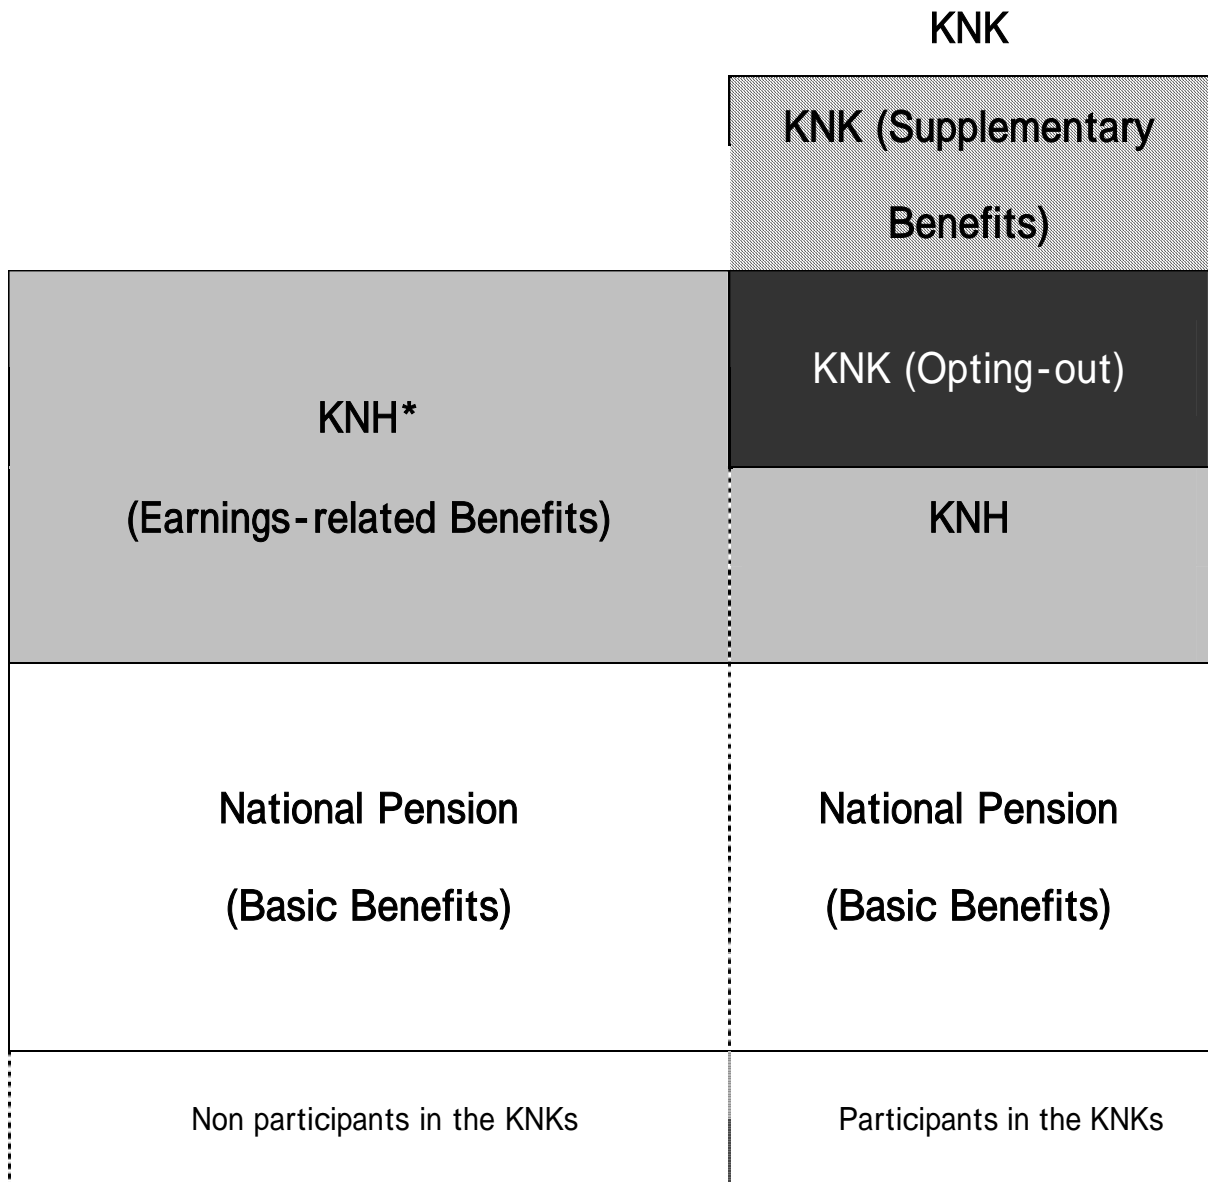 KNK
KNK (Supplementary
Benefits)
KNK (Opting-out)
KNH*
(Earnings-related Benefits)
KNH
National Pension
(Basic Benefits)
National Pension
(Basic Benefits)
Non participants in the KNKs
Participants in the KNKs